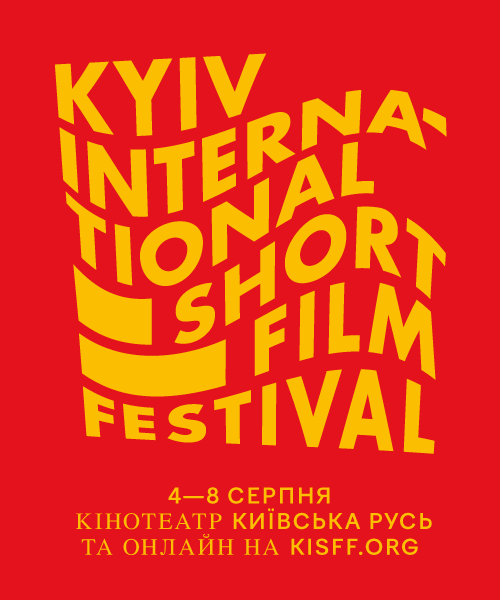 KYIV
INTERNA-
TIONAL
SHORT
FILM
FESTIVAL
4—8 СЕРПНЯ
КІНОТЕАТР КИЇВСЬКА РУСЬ
ТА ОНЛАЙН НА KISFF.ORG